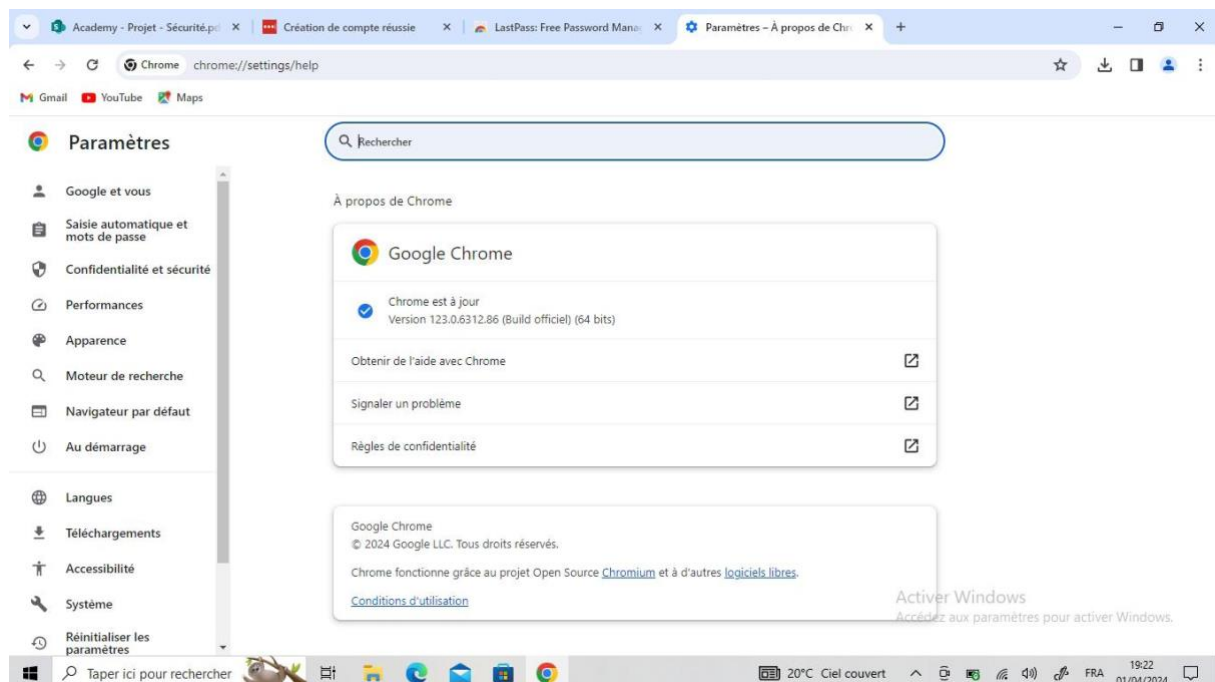 Academy - Projet - Sécurité.pd
Création de compte réussie
LastPass: Free Password Mana
Paramètres – À propos de Chr
Chrome
chrome://settings/help
Gmail
YouTube
Maps
Paramètres
Rechercher
Google et vous
Saisie automatique et
mots de passe
Confidentialité et sécurité
Performances
Apparence
Moteur de recherche
Navigateur par défaut
Au démarrage
Langues
Téléchargements
Accessibilité
Système
Réinitialiser les
paramètres
À propos de Chrome
Google Chrome
Chrome est à jour
Version 123.0.6312.86 (Build officiel) (64 bits)
Obtenir de l'aide avec Chrome
Signaler un problème
Règles de confidentialité
Google Chrome
© 2024 Google LLC. Tous droits réservés.
Chrome fonctionne grâce au projet Open Source Chromium et à d'autres logiciels libres.
Conditions d'utilisation
Activer Windows
Accédez aux paramètres pour activer Windows.
Taper ici pour rechercher
20°C Ciel couvert
FRA
19:22
01/04/2024